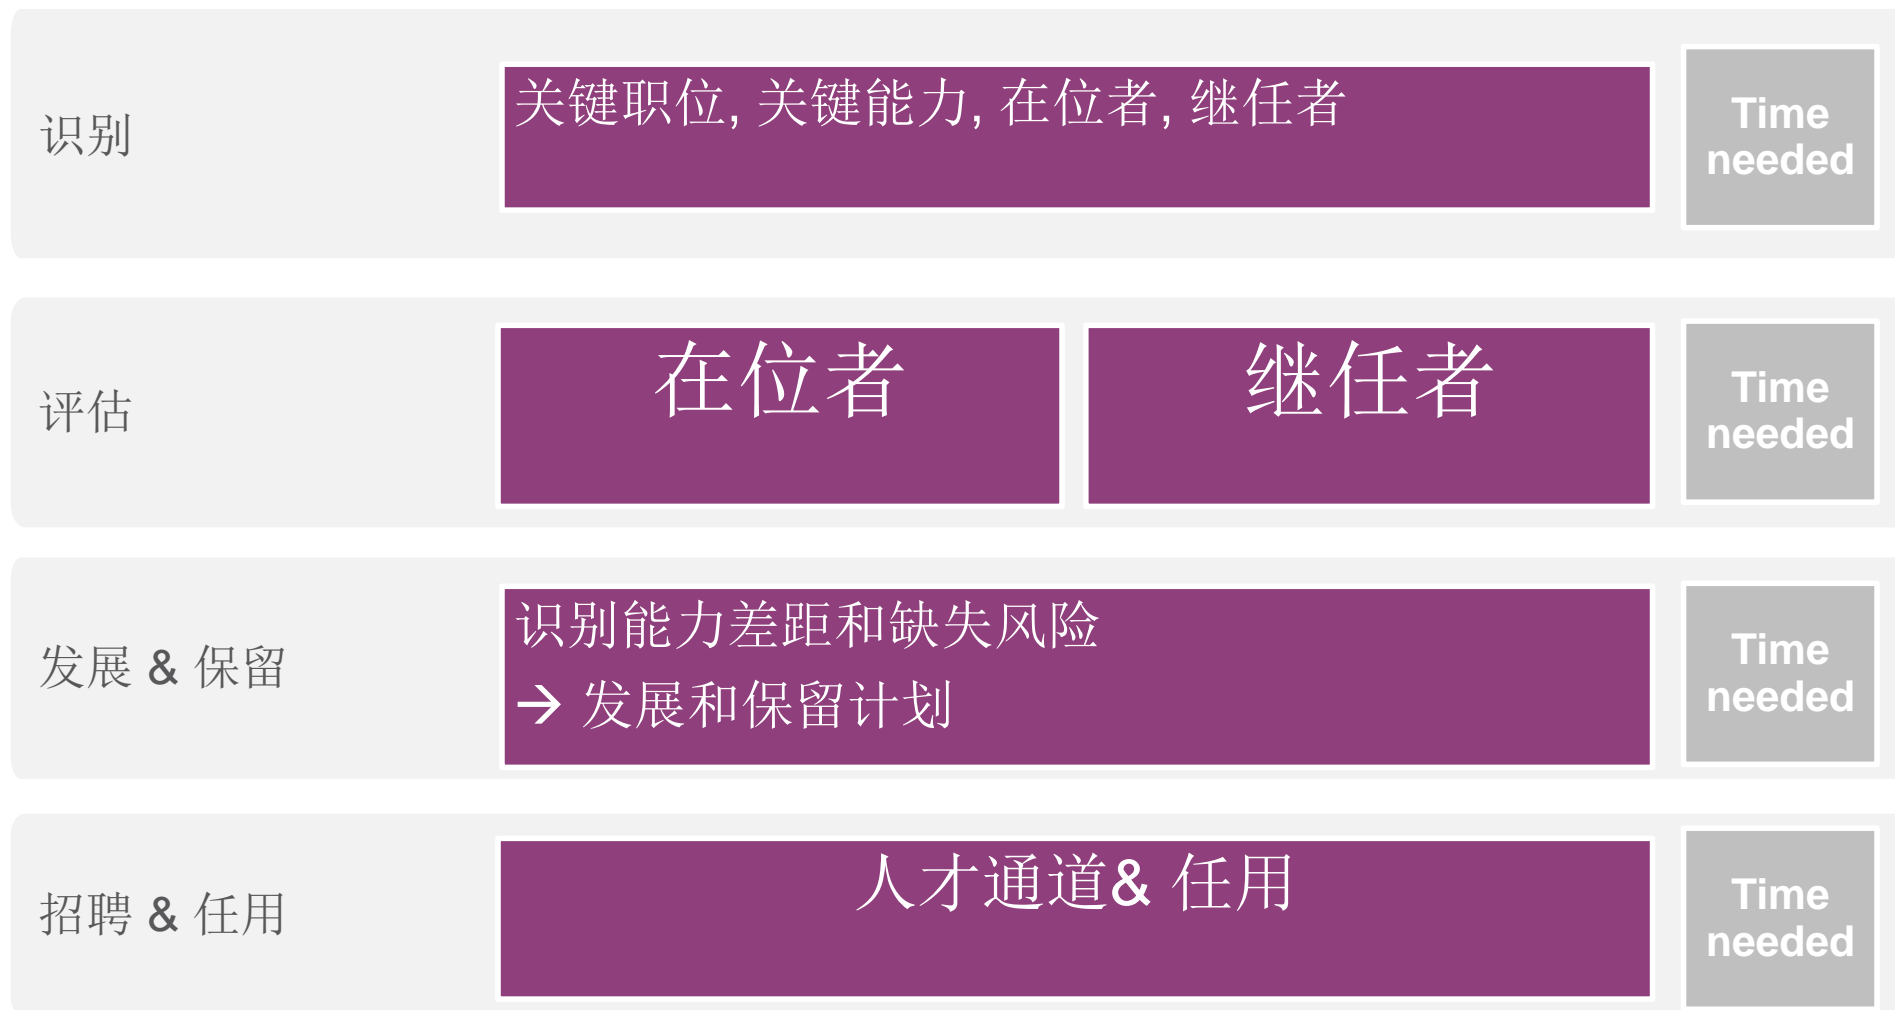 识别
关键职位, 关键能力, 在位者, 继任者
Time
needed
评估
在位者
继任者
Time
needed
发展 & 保留
识别能力差距和缺失风险
→ 发展和保留计划
Time
needed
招聘 & 任用
人才通道& 任用
Time
needed